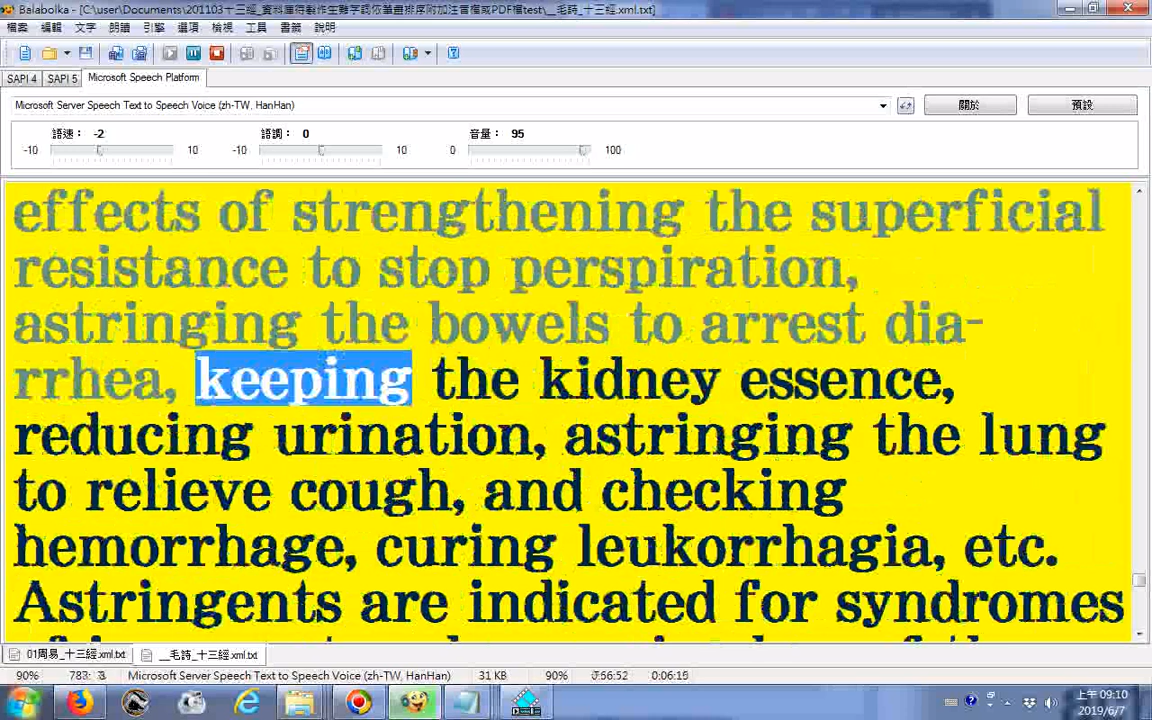 Balabolka - [C:\user\Documents\201103十三經_資料庫待製作生難字詞依筆畫排序附加注音檔或PDF檔test\__毛詩_十三經.xml.txt]
檔案 編輯 文字 朗讀 引擎 選項 檢視 工具 書籤 說明
SAPI 4 SAPI 5 Microsoft Speech Platform
Microsoft Server Speech Text to Speech Voice (zh-TW, HanHan) 關於 預設
語速： -2 語調： 0 音量： 95
-10 10 -10 10 0 100
effects of strengthening the superficial
resistance to stop perspiration,
astringing the bowels to arrest dia-
rrhea, keeping the kidney essence,
reducing urination, astringing the lung
to relieve cough, and checking
hemorrhage, curing leukorrhagia, etc.
Astringents are indicated for syndromes
01周易_十三經.xml.txt __毛詩_十三經.xml.txt
90% 783: 3 Microsoft Server Speech Text to Speech Voice (zh-TW, HanHan) 31 KB 90% 0:06:15
上午 09:10
2019/6/7